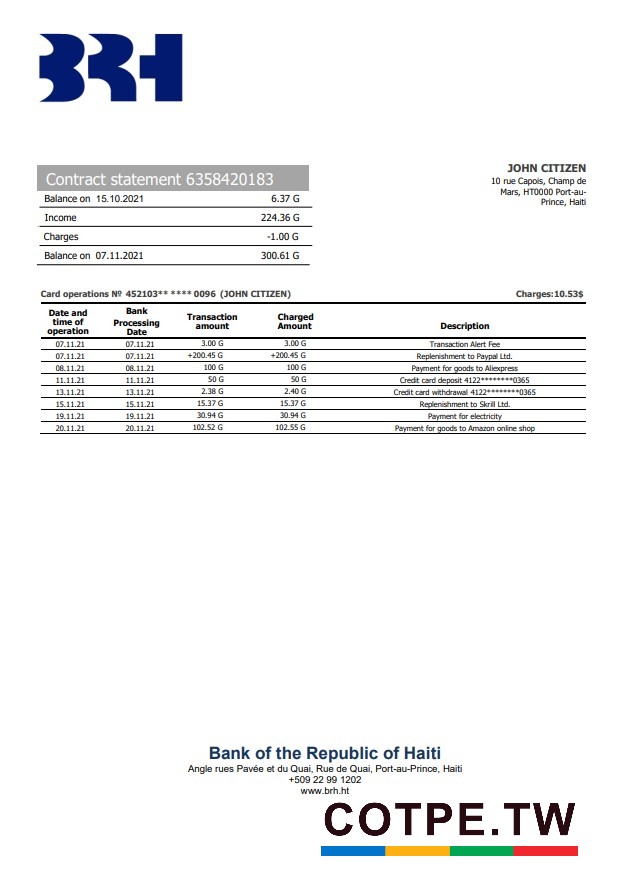 BRH
JOHN CITIZEN
10 rue Capois, Champ de
Mars, HT0000 Port-au-
Prince, Haiti
Contract statement 6358420183
Balance on 15.10.2021 6.37 G
Income 224.36 G
Charges -1.00 G
Balance on 07.11.2021 300.61 G
Card operations № 452103** **** 0096 (JOHN CITIZEN) Charges:10.53$
Date and time of operation Bank Processing Date Transaction amount Charged Amount Description
07.11.21 07.11.21 3.00 G 3.00 G Transaction Alert Fee
07.11.21 07.11.21 +200.45 G +200.45 G Replenishment to Paypal Ltd.
08.11.21 08.11.21 100 G 100 G Payment for goods to Aliexpress
11.11.21 11.11.21 50 G 50 G Credit card deposit 4122********0365
13.11.21 13.11.21 2.38 G 2.40 G Credit card withdrawal 4122********0365
15.11.21 15.11.21 15.37 G 15.37 G Replenishment to Skrill Ltd.
19.11.21 19.11.21 30.94 G 30.94 G Payment for electricity
20.11.21 20.11.21 102.52 G 102.55 G Payment for goods to Amazon online shop
Bank of the Republic of Haiti
Angle rues Pavée et du Quai, Rue de Quai, Port-au-Prince, Haiti
+509 22 99 1202
www.brh.ht
COTPE.TW